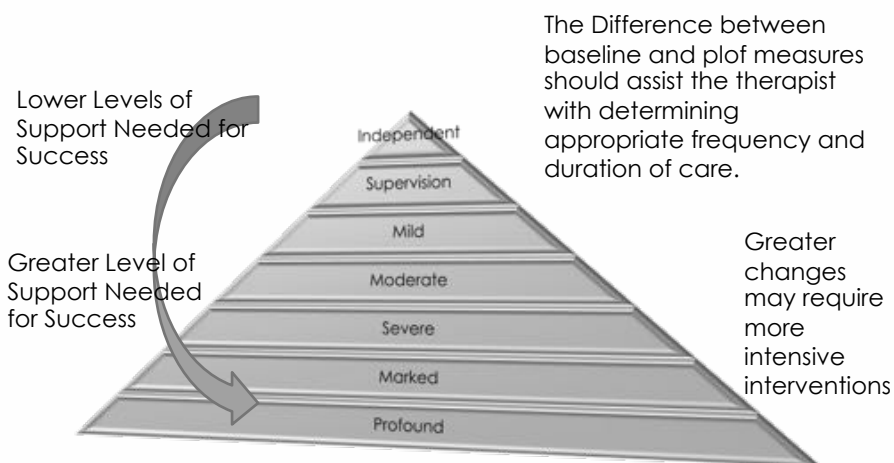 The Difference between
baseline and plof measures
should assist the therapist
with determining
appropriate frequency and
duration of care.
Lower Levels of
Support Needed for
Success
Independent
Supervision
Mild
Moderate
Severe
Marked
Profound
Greater Level of
Support Needed
for Success
Greater
changes
may require
more
intensive
interventions